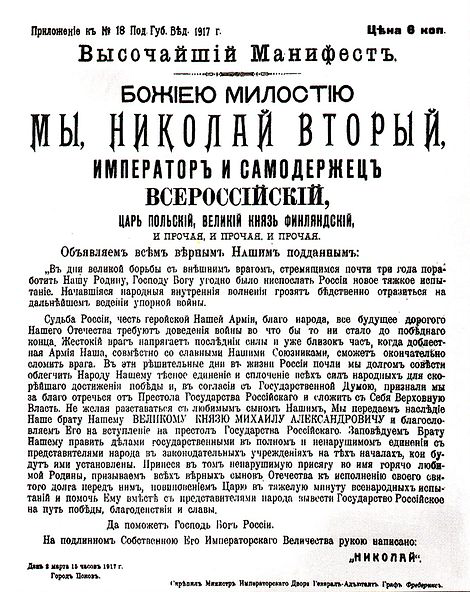 Приложеніе къ № 18 Под. Губ. Вѣд. 1917 г. Цѣна 6 коп.
Высочайшій Манифестъ.
БОЖІЕЮ МИЛОСТІЮ
МЫ, НИКОЛАЙ ВТОРЫЙ,
ИМПЕРАТОРЪ И САМОДЕРЖЕЦЪ
ВСЕРОССІЙСКІЙ,
ЦАРЬ ПОЛЬСКІЙ, ВЕЛИКІЙ КНЯЗЬ ФИНЛЯНДСКІЙ,
И ПРОЧАЯ, И ПРОЧАЯ, И ПРОЧАЯ.
Объявляемъ всѣмъ вѣрнымъ Нашимъ подданнымъ:
„Въ дни великой борьбы съ внѣшнимъ врагомъ, стремящимся почти три года пора-
ботить Нашу Родину, Господу Богу угодно было ниспослать Россіи новое тяжкое испы-
таніе. Начавшіяся народныя внутреннія волненія грозятъ бѣдственно отразиться на
дальнѣйшемъ веденіи упорной войны.
Судьба Россіи, честь геройской Нашей Арміи, благо народа, все будущее дорогого
Нашего Отечества требуютъ доведенія войны во что бы то ни стало до побѣднаго
конца. Жестокій врагъ напрягаетъ послѣднія силы и уже близокъ часъ, когда доблест-
ная Армія Наша, совмѣстно со славными Нашими Союзниками, сможетъ окончательно
сломить врага. Въ эти рѣшительные дни въ жизни Россіи почли мы долгомъ совѣсти
облегчить Народу Нашему тѣсное единеніе и сплоченіе всѣхъ силъ народныхъ для ско-
рѣйшаго достиженія побѣды и, въ согласіи съ Государственной Думою, признали мы
за благо отречься отъ Престола Государства Россійскаго и сложить съ Себя Верховную
Власть. Не желая разставаться съ любимымъ сыномъ Нашимъ, Мы передаемъ наслѣдіе
Наше брату Нашему ВЕЛИКОМУ КНЯЗЮ МИХАИЛУ АЛЕКСАНДРОВИЧУ и благосло-
вляемъ Его на вступленіе на престолъ Государства Россійскаго. Заповѣдуемъ Брату
Нашему править дѣлами государственными въ полномъ и ненарушимомъ единеніи съ
представителями народа въ законодательныхъ учрежденіяхъ на тѣхъ началахъ, кои бу-
дутъ ими установлены. Принеся въ томъ ненарушимую присягу во имя горячо люби-
мой Родины, призываемъ всѣхъ вѣрныхъ сыновъ Отечества къ исполненію своего свя-
того долга передъ нимъ, повиновеніемъ Царю въ тяжелую минуту всенародныхъ испы-
таній и помочь Ему вмѣстѣ съ представителями народа вывести Государство Россійское
на путь побѣды, благоденствія и славы.
Да поможетъ Господь Богъ Россіи.
На подлинномъ Собственною Его Императорскаго Величества рукою написано:
„НИКОЛАЙ“.
Данъ 2 марта 15 часовъ 1917 г.
Городъ Псковъ.
Скрѣпилъ Министръ Императорскаго Двора Генералъ-Адъютантъ Графъ Фредериксъ.